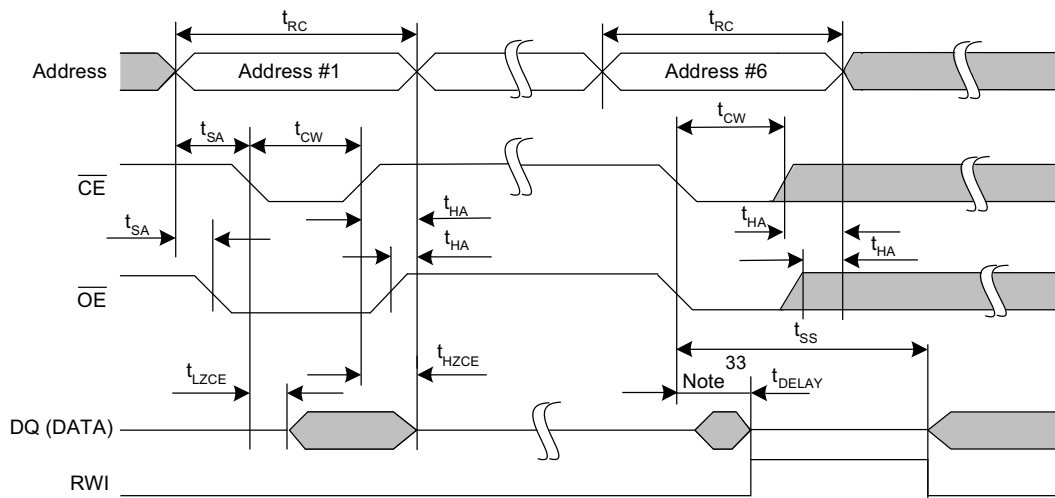 tRC tRC
Address Address #1 Address #6
tCW
tSA tCW
CE
tHA
tSA tHA tHA
tHA
OE
tSS
33
tLZCE tHZCE Note tDELAY
DQ (DATA)
RWI